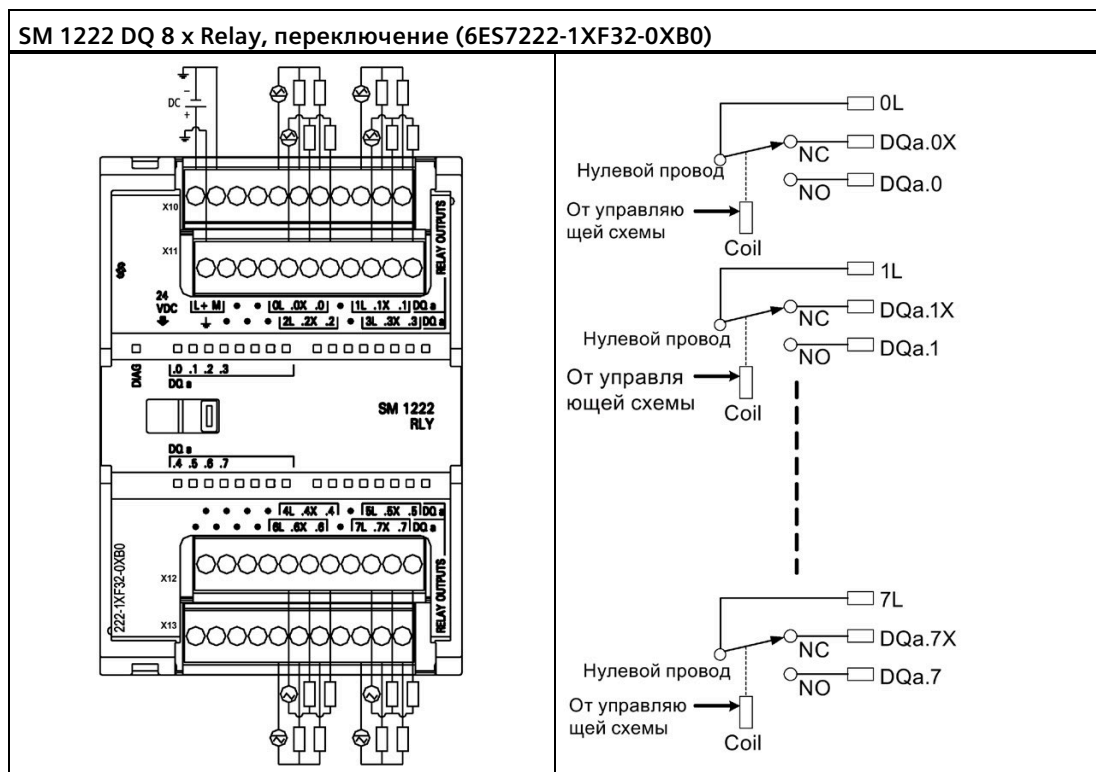 SM 1222 DQ 8 x Relay, переключение (6ES7222-1XF32-0XB0)
DC
−
+
X10
X11
RELAY OUTPUTS
24
VDC
L+ M • • 0L .0X .0 • 1L .1X .1 DQ a
• • • 2L .2X .2 • 3L .3X .3 DQ a
DIAG
.0 .1 .2 .3
DQ a
SM 1222
RLY
DQ a
.4 .5 .6 .7
• • • • 4L .4X .4 • 5L .5X .5 DQ a
• • • • 6L .6X .6 • 7L .7X .7 DQ a
222-1XF32-0XB0
X12
X13
RELAY OUTPUTS
0L
DQa.0X
NC
Нулевой провод
DQa.0
NO
От управляю
щей схемы
Coil
1L
DQa.1X
NC
Нулевой провод
DQa.1
NO
От управля
ющей схемы
Coil
7L
DQa.7X
NC
Нулевой провод
DQa.7
NO
От управляю
щей схемы
Coil